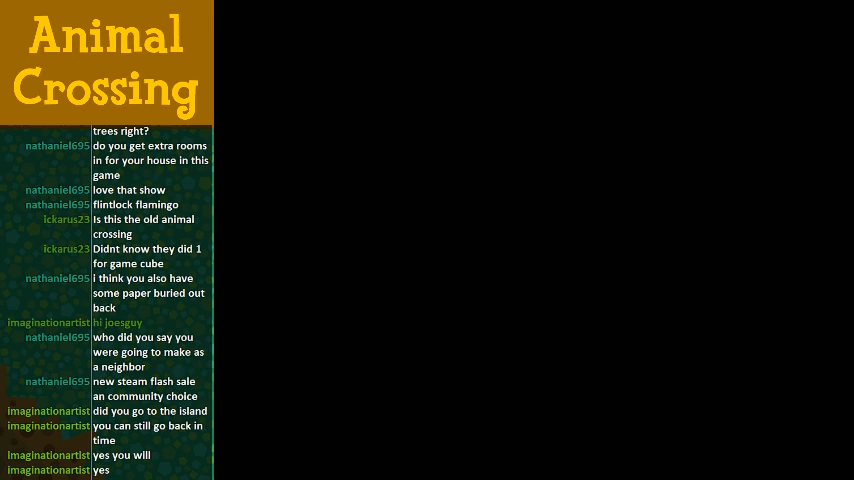 Animal
Crossing
trees right?
nathaniel695 do you get extra rooms
in for your house in this
game
nathaniel695 love that show
nathaniel695 flintlock flamingo
ickarus23 Is this the old animal
crossing
ickarus23 Didnt know they did 1
for game cube
nathaniel695 i think you also have
some paper buried out
back
imaginationartist hi joesguy
nathaniel695 who did you say you
were going to make as
a neighbor
nathaniel695 new steam flash sale
an community choice
imaginationartist did you go to the island
imaginationartist you can still go back in
time
imaginationartist yes you will
imaginationartist yes